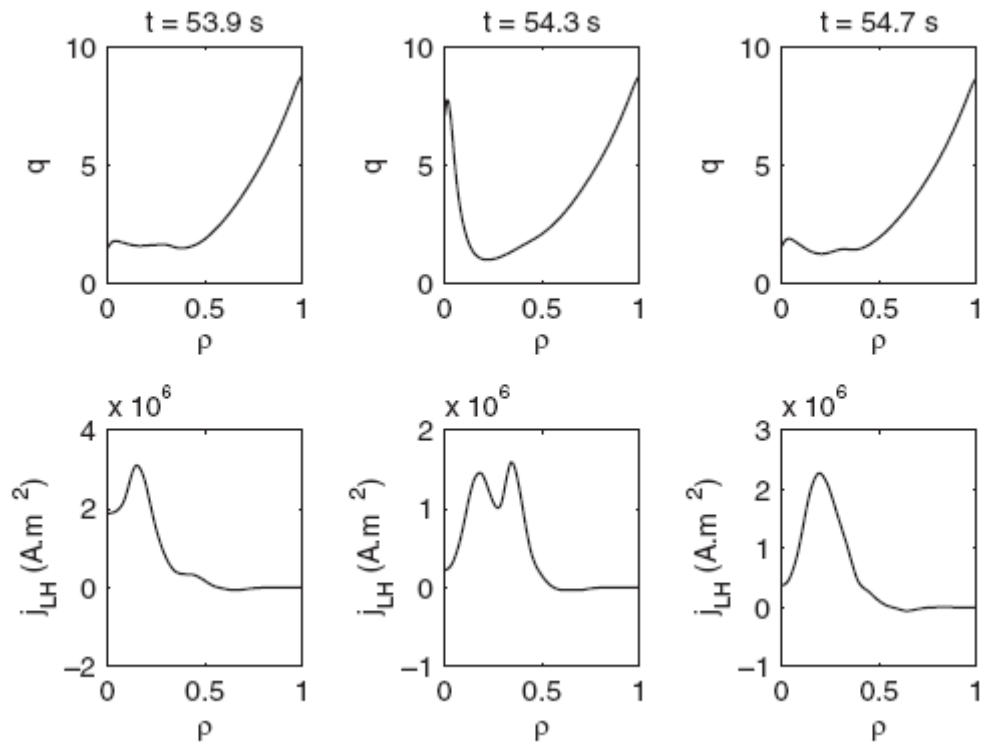 t = 53.9 s t = 54.3 s t = 54.7 s
10 10 10
q q q
5 5 5
0 0 0
0 0.5 1 0 0.5 1 0 0.5 1
ρ ρ ρ
x 10^6 x 10^6 x 10^6
4 2 3
j_LH (A.m ^2) j_LH (A.m ^2) j_LH (A.m ^2)
2 1 2
0 0 1
−2 −1 0
−1
0 0.5 1 0 0.5 1 0 0.5 1
ρ ρ ρ